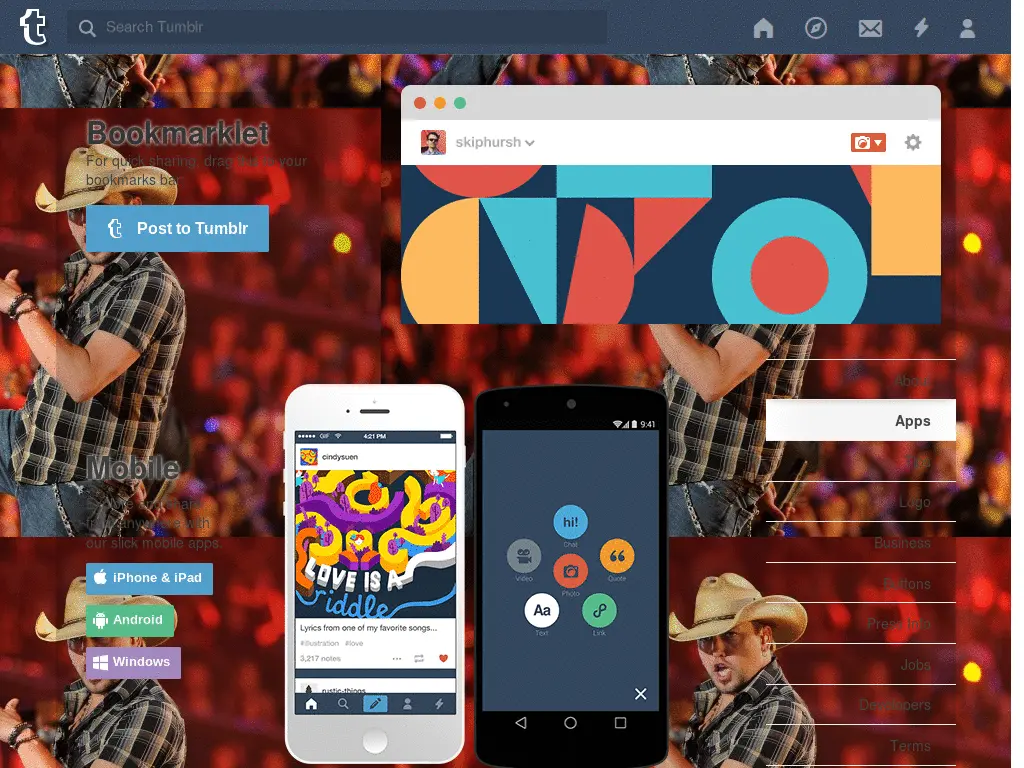 Search Tumblr
Bookmarklet
For quick sharing, drag this to your
bookmarks bar
Post to Tumblr
skiphursh
About
Apps
Logo
Business
Buttons
Press Info
Jobs
Developers
Terms
Mobile
from anywhere with
our slick mobile apps.
iPhone & iPad
Android
Windows
GIF
4:21 PM
cindysuen
LOVE IS A
riddle
Lyrics from one of my favorite songs...
#illustration #love
3,217 notes
rustic-things
9:41
hi!
Chat
Video
Quote
Photo
Aa
Text
Link